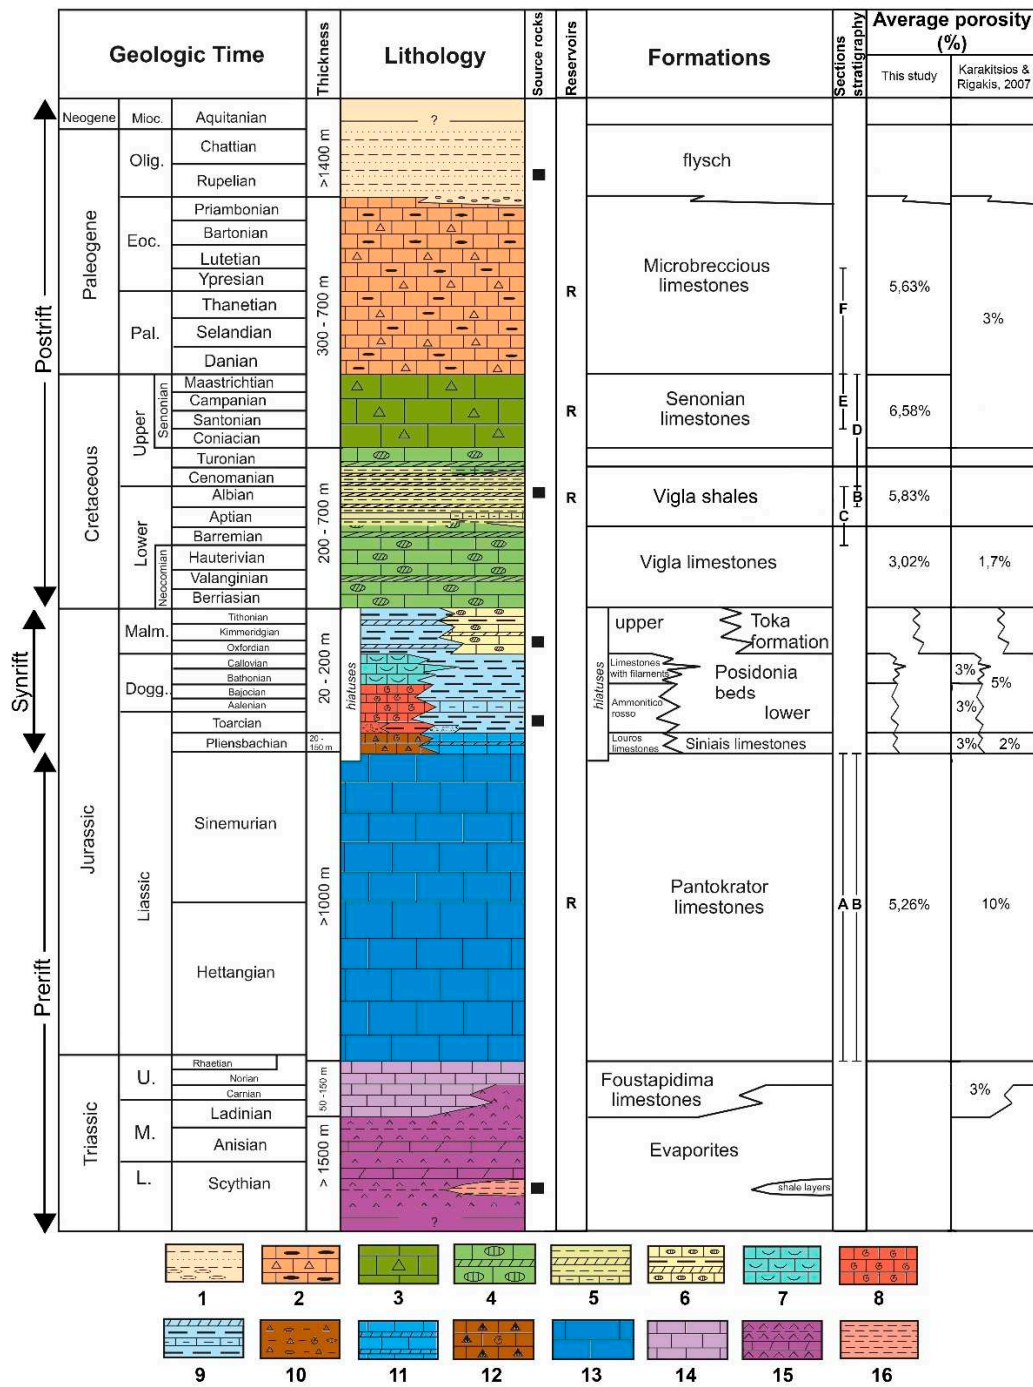 Geologic Time
Thickness
Lithology
Source rocks
Reservoirs
Formations
Sections
stratigraphy
Average porosity
(%)
This study
Karakitsios &
Rigakis, 2007
Postrift
Synrift
Prerift
Neogene
Mioc.
Aquitanian
?
Paleogene
Olig.
Chattian
Rupelian
>1400 m
flysch
Eoc.
Priambonian
Bartonian
Lutetian
Ypresian
Pal.
Thanetian
Selandian
Danian
300 - 700 m
R
Microbreccious
limestones
F
5,63%
3%
Cretaceous
Upper
Senonian
Maastrichtian
Campanian
Santonian
Coniacian
R
Senonian
limestones
E
D
6,58%
Turonian
Cenomanian
Lower
Albian
Aptian
Barremian
Neocomian
Hauterivian
Valanginian
Berriasian
200 - 700 m
R
Vigla shales
B
C
5,83%
Vigla limestones
3,02%
1,7%
Jurassic
Malm.
Tithonian
Kimmeridgian
Oxfordian
Dogg..
Callovian
Bathonian
Bajocian
Aalenian
Liassic
Toarcian
Pliensbachian
20 - 200 m
20 -
150 m
hiatuses
hiatuses
upper
Toka
formation
Limestones
with filaments
Posidonia
beds
Ammonitico
rosso
lower
Louros
limestones
Siniais limestones
3%
5%
3%
3%
2%
Sinemurian
Hettangian
>1000 m
R
Pantokrator
limestones
A
B
5,26%
10%
Triassic
U.
Rhaetian
Norian
Carnian
M.
Ladinian
Anisian
L.
Scythian
50 -150 m
> 1500 m
?
Foustapidima
limestones
3%
Evaporites
shale layers
1
2
3
4
5
6
7
8
9
10
11
12
13
14
15
16